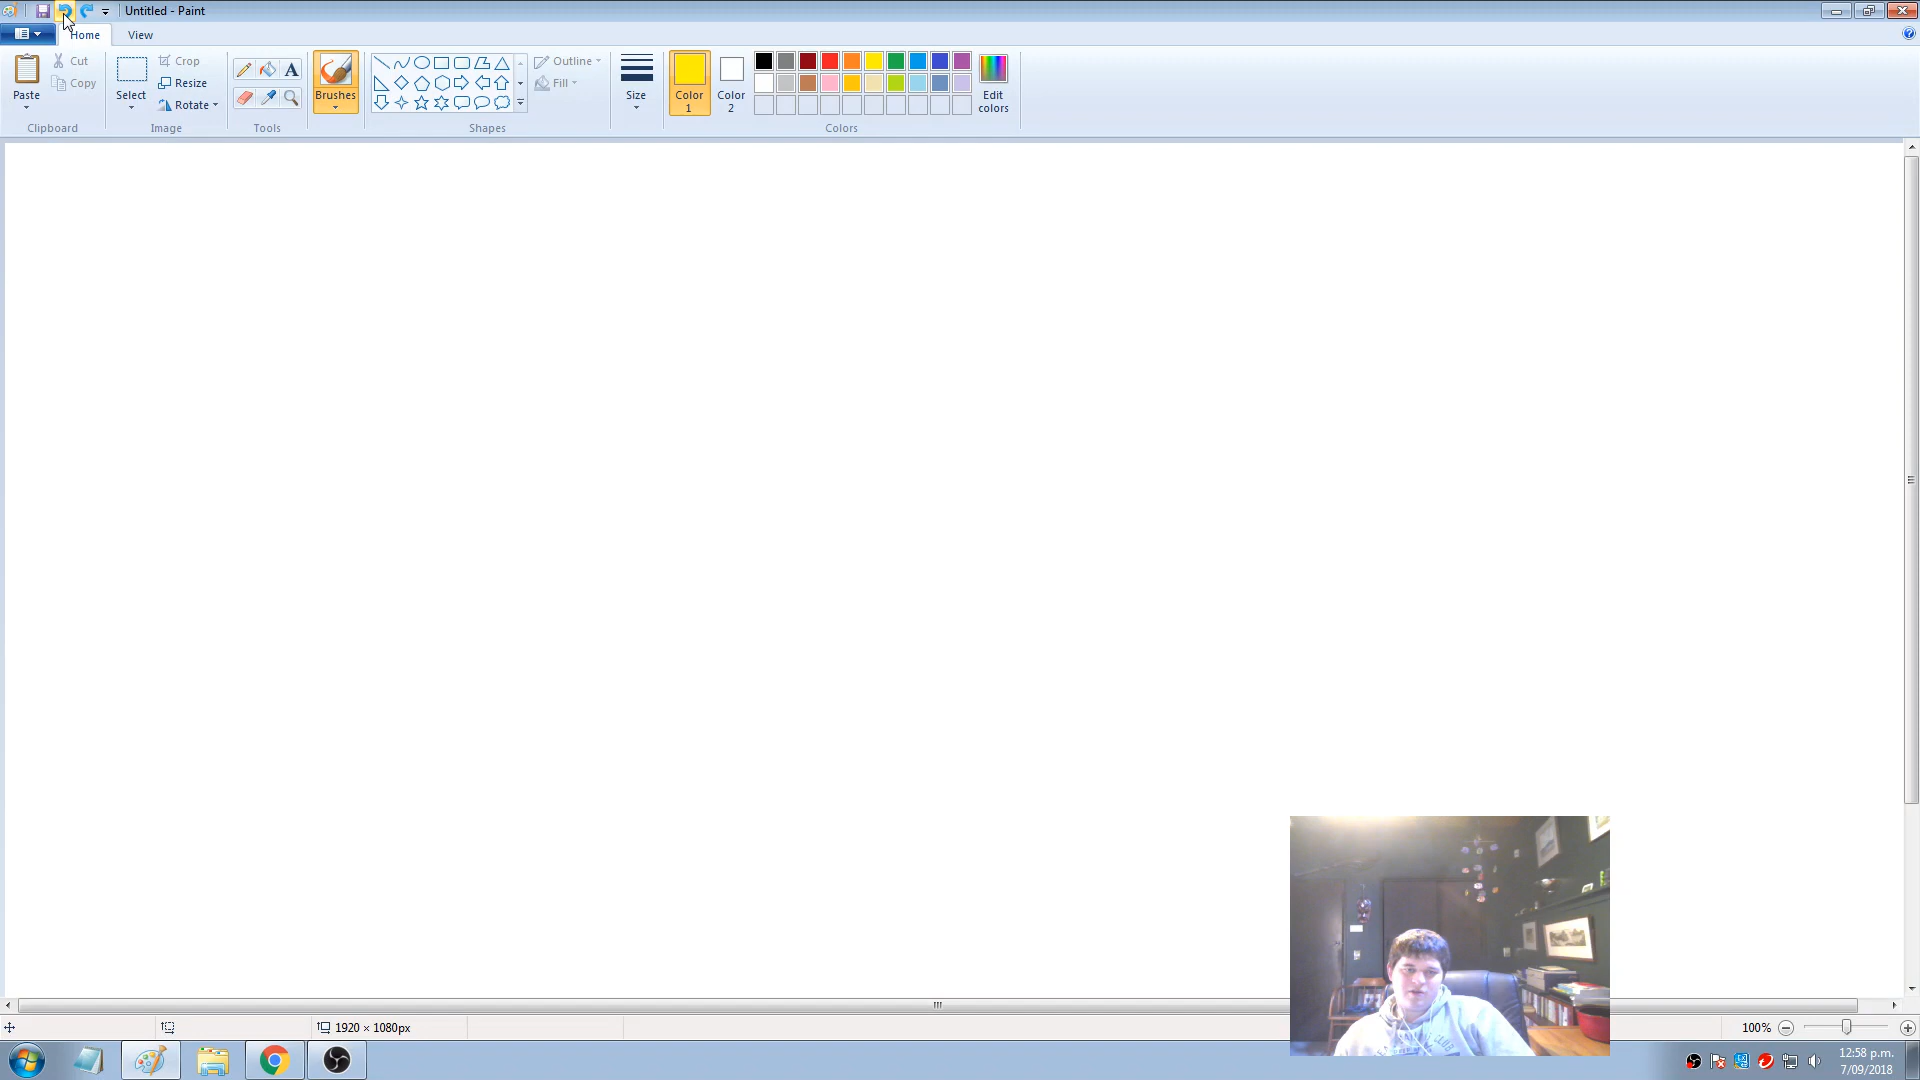 Untitled - Paint
Home View
Paste
Cut
Copy
Clipboard
Select
Crop
Resize
Rotate
Image
A
Tools
Brushes
Shapes
Outline
Fill
Size
Color
1
Color
2
Edit
colors
Colors
1920 × 1080px
100%
12:58 p.m.
7/09/2018